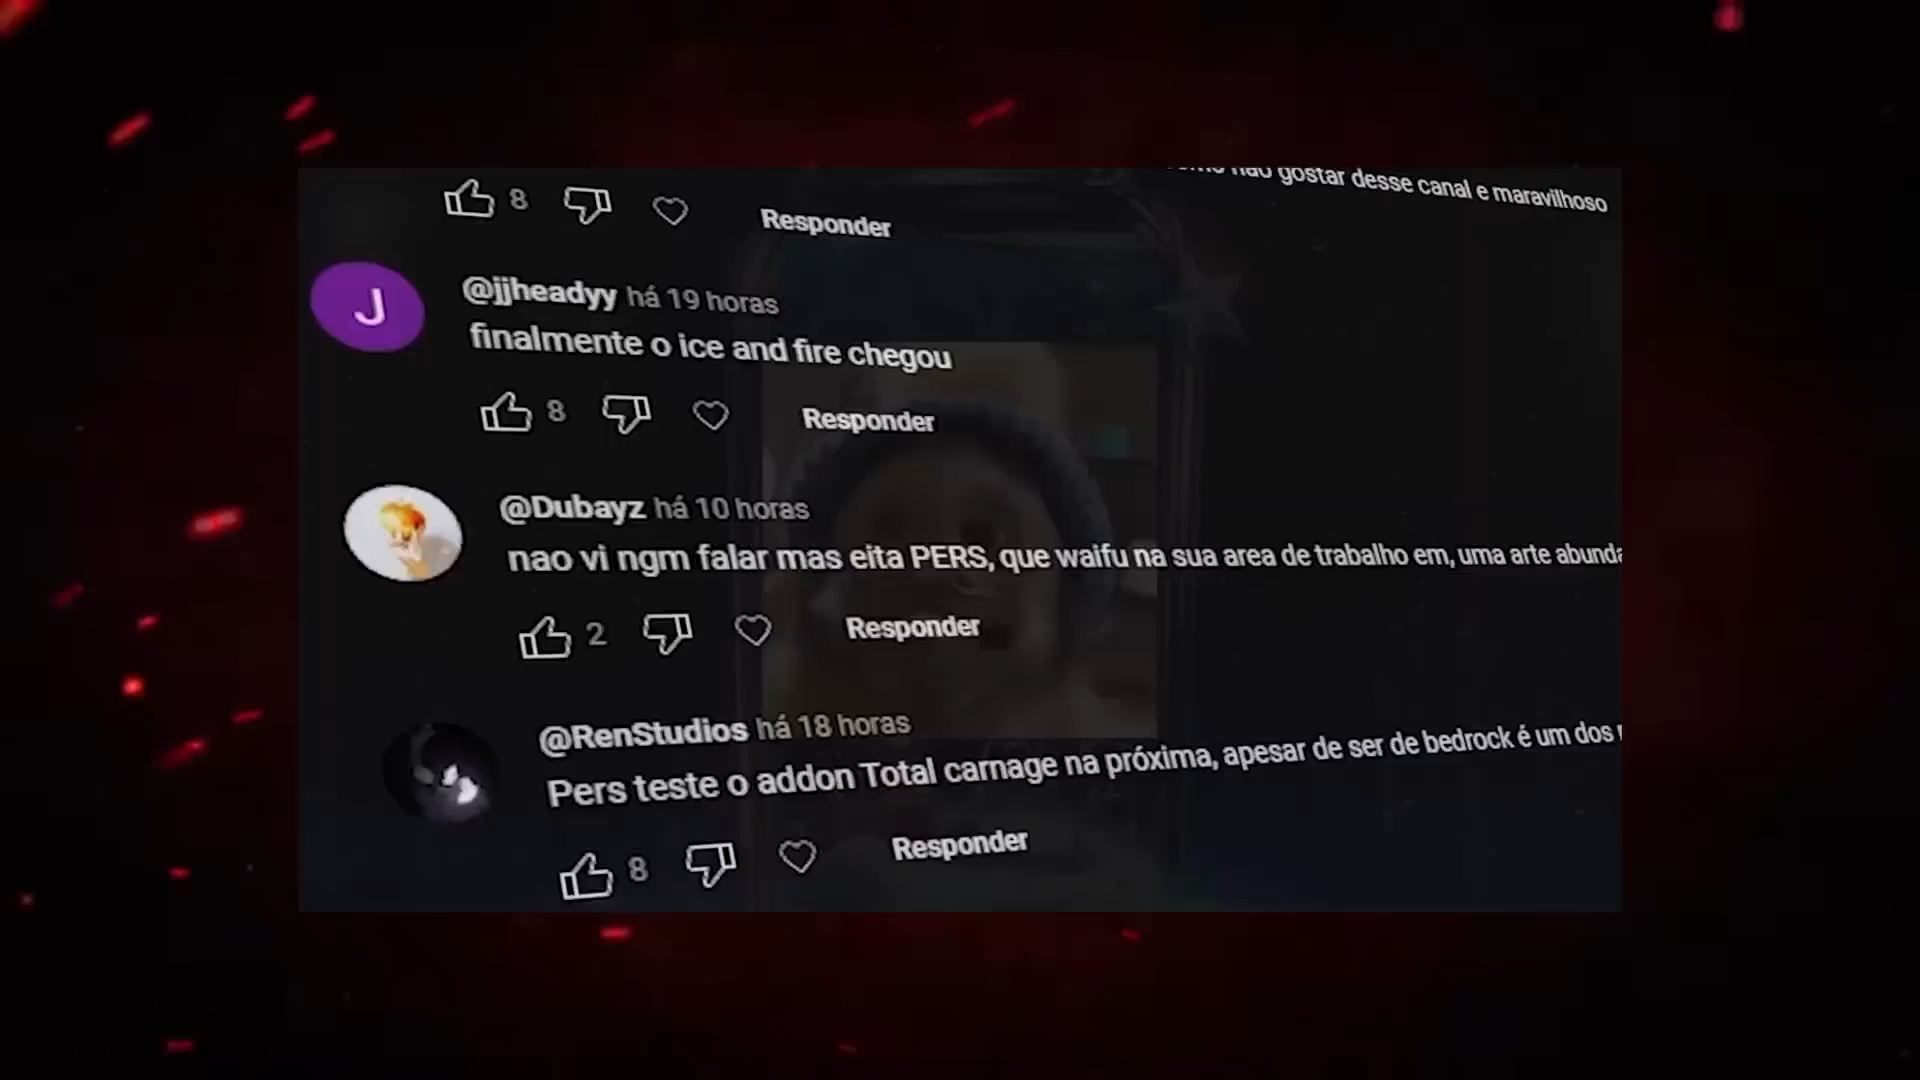 não gostar desse canal e maravilhoso
8 Responder
@jjheadyy há 19 horas
finalmente o ice and fire chegou
8 Responder
@Dubayz há 10 horas
nao vi ngm falar mas eita PERS, que waifu na sua area de trabalho em, uma arte abunda
2 Responder
@RenStudios há 18 horas
Pers teste o addon Total carnage na próxima, apesar de ser de bedrock é um dos
8 Responder
J